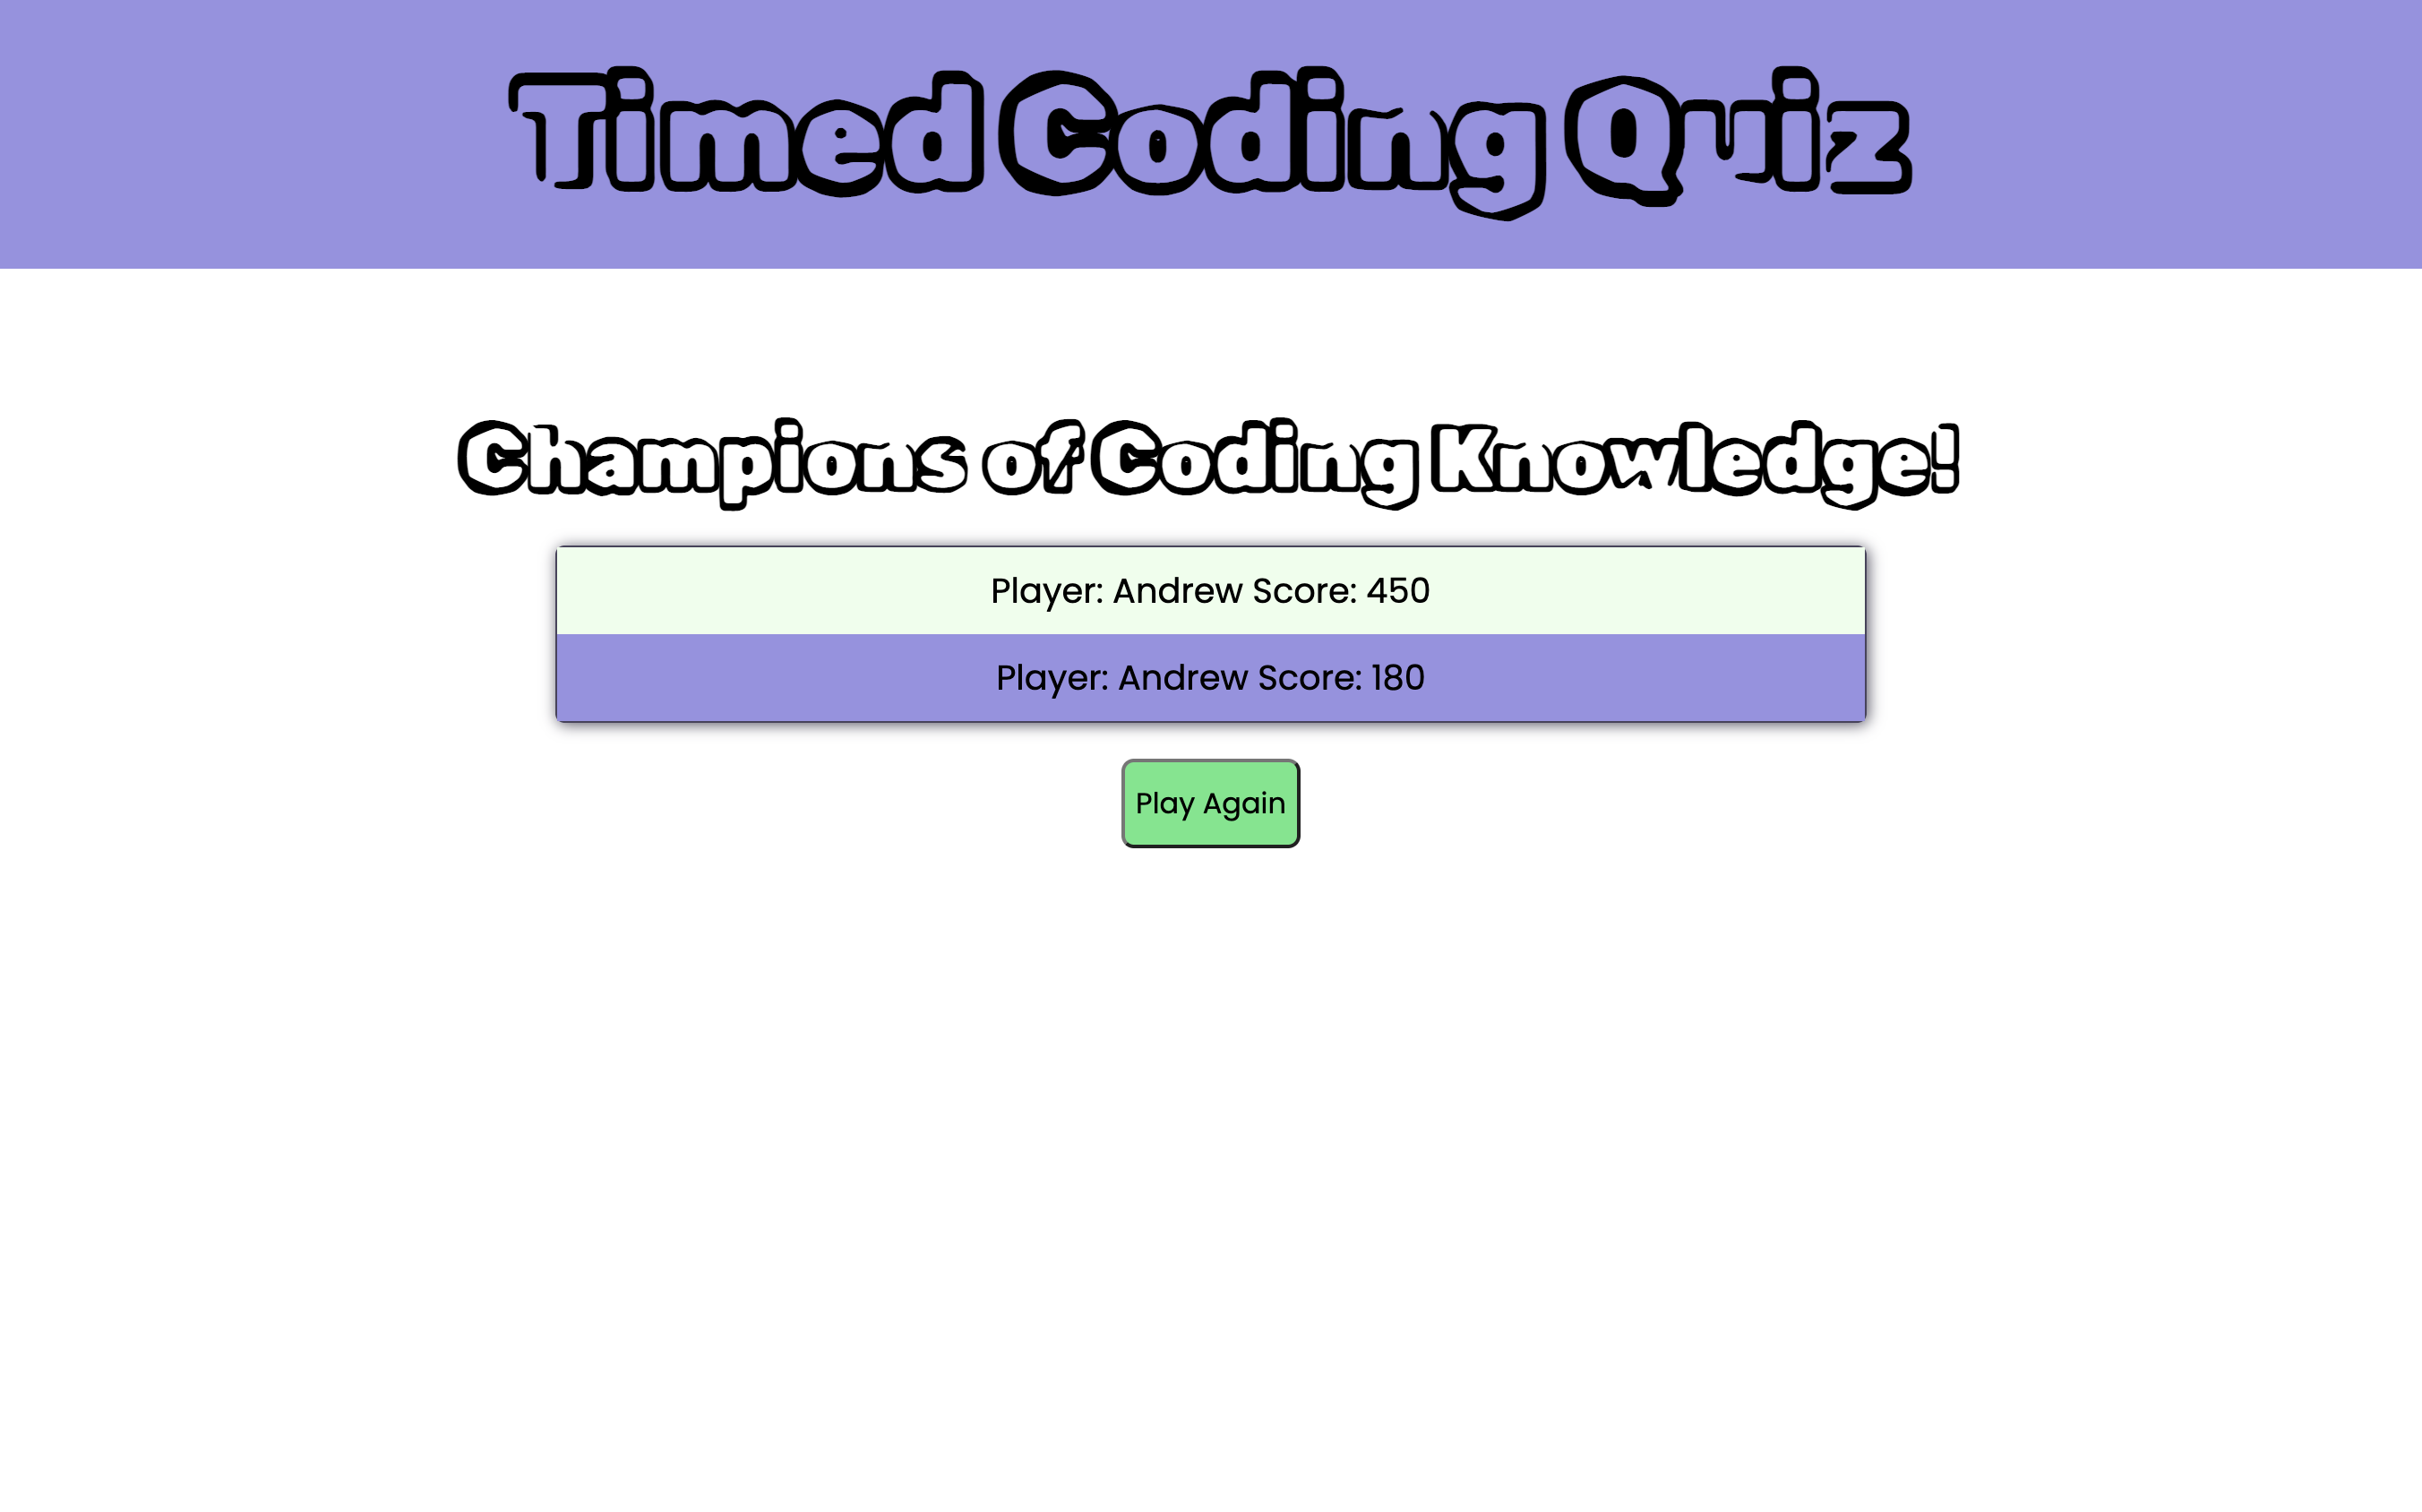 Timed Coding Quiz
Champions of Coding Knowledge!
Player: Andrew Score: 450
Player: Andrew Score: 180
Play Again